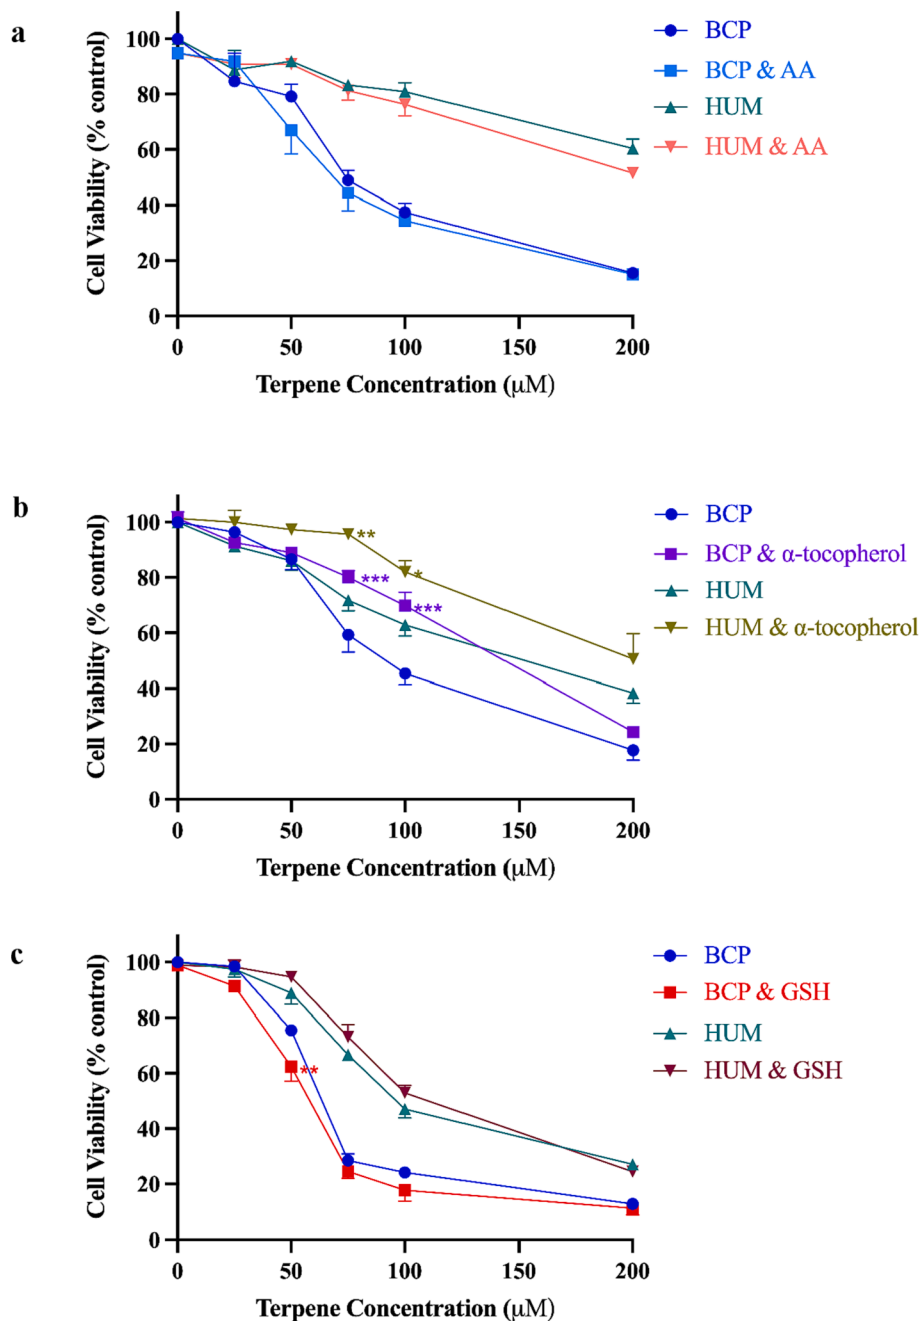 a
Cell Viability (% control)
100
80
60
40
20
0
0 50 100 150 200
Terpene Concentration (μM)
BCP
BCP & AA
HUM
HUM & AA
b
Cell Viability (% control)
100
80
60
40
20
0
** 
*
***
***
0 50 100 150 200
Terpene Concentration (μM)
BCP
BCP & α-tocopherol
HUM
HUM & α-tocopherol
c
Cell Viability (% control)
100
80
60
40
20
0
**
0 50 100 150 200
Terpene Concentration (μM)
BCP
BCP & GSH
HUM
HUM & GSH